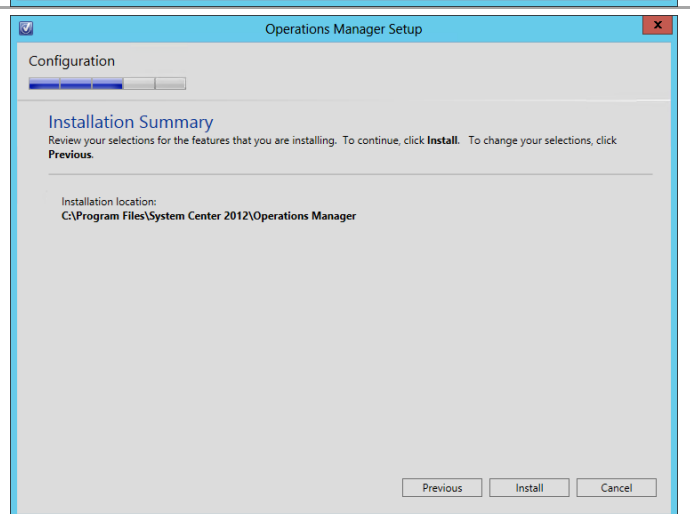 Operations Manager Setup
x
Configuration
Installation Summary
Review your selections for the features that you are installing. To continue, click Install. To change your selections, click
Previous.
Installation location:
C:\Program Files\System Center 2012\Operations Manager
Previous Install Cancel